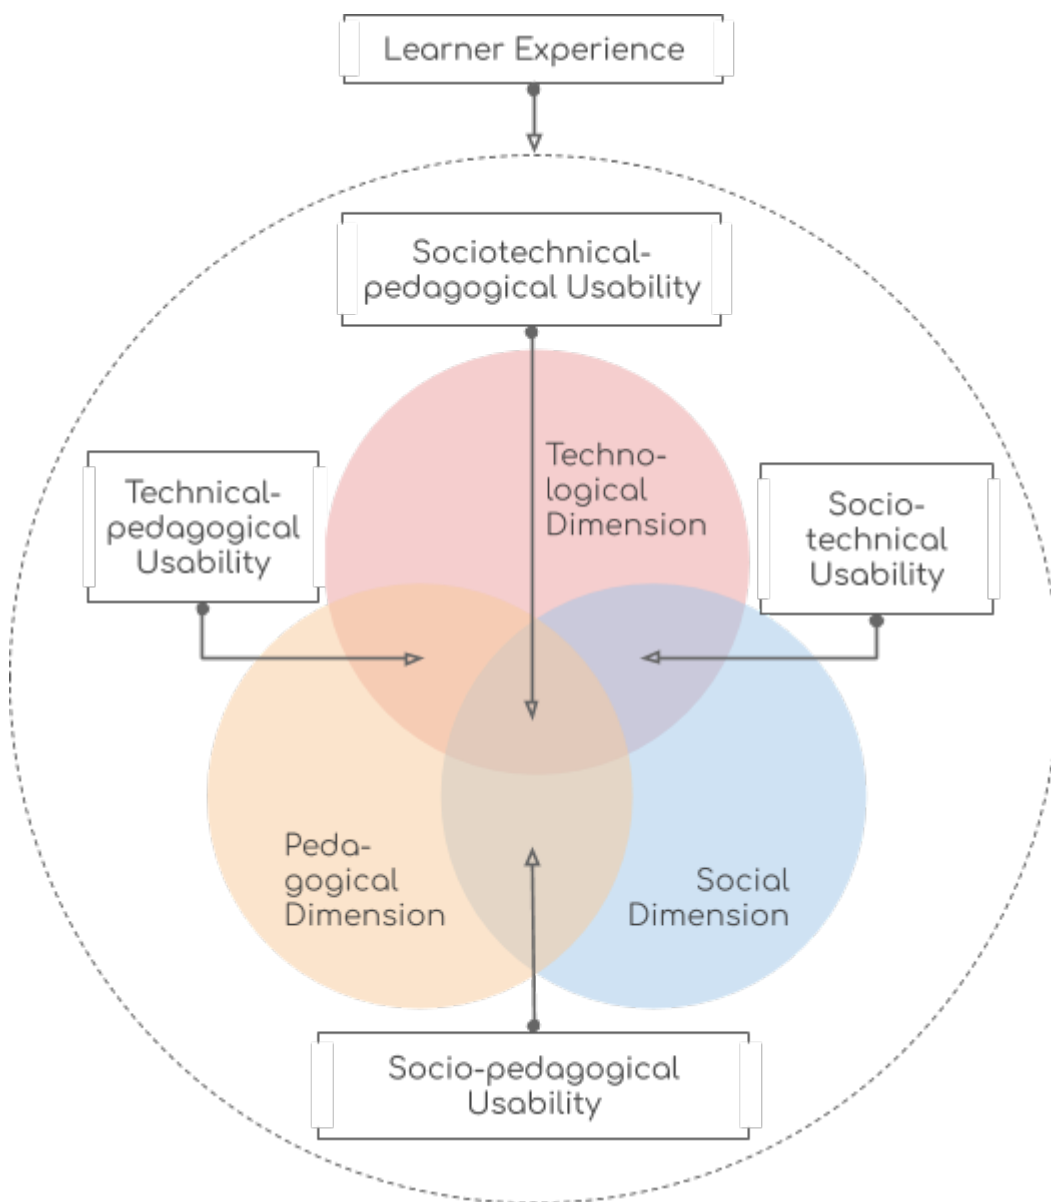 Learner Experience
Sociotechnical-
pedagogical Usability
Techno-
logical
Dimension
Technical-
pedagogical
Usability
Socio-
technical
Usability
Peda-
gogical
Dimension
Social
Dimension
Socio-pedagogical
Usability